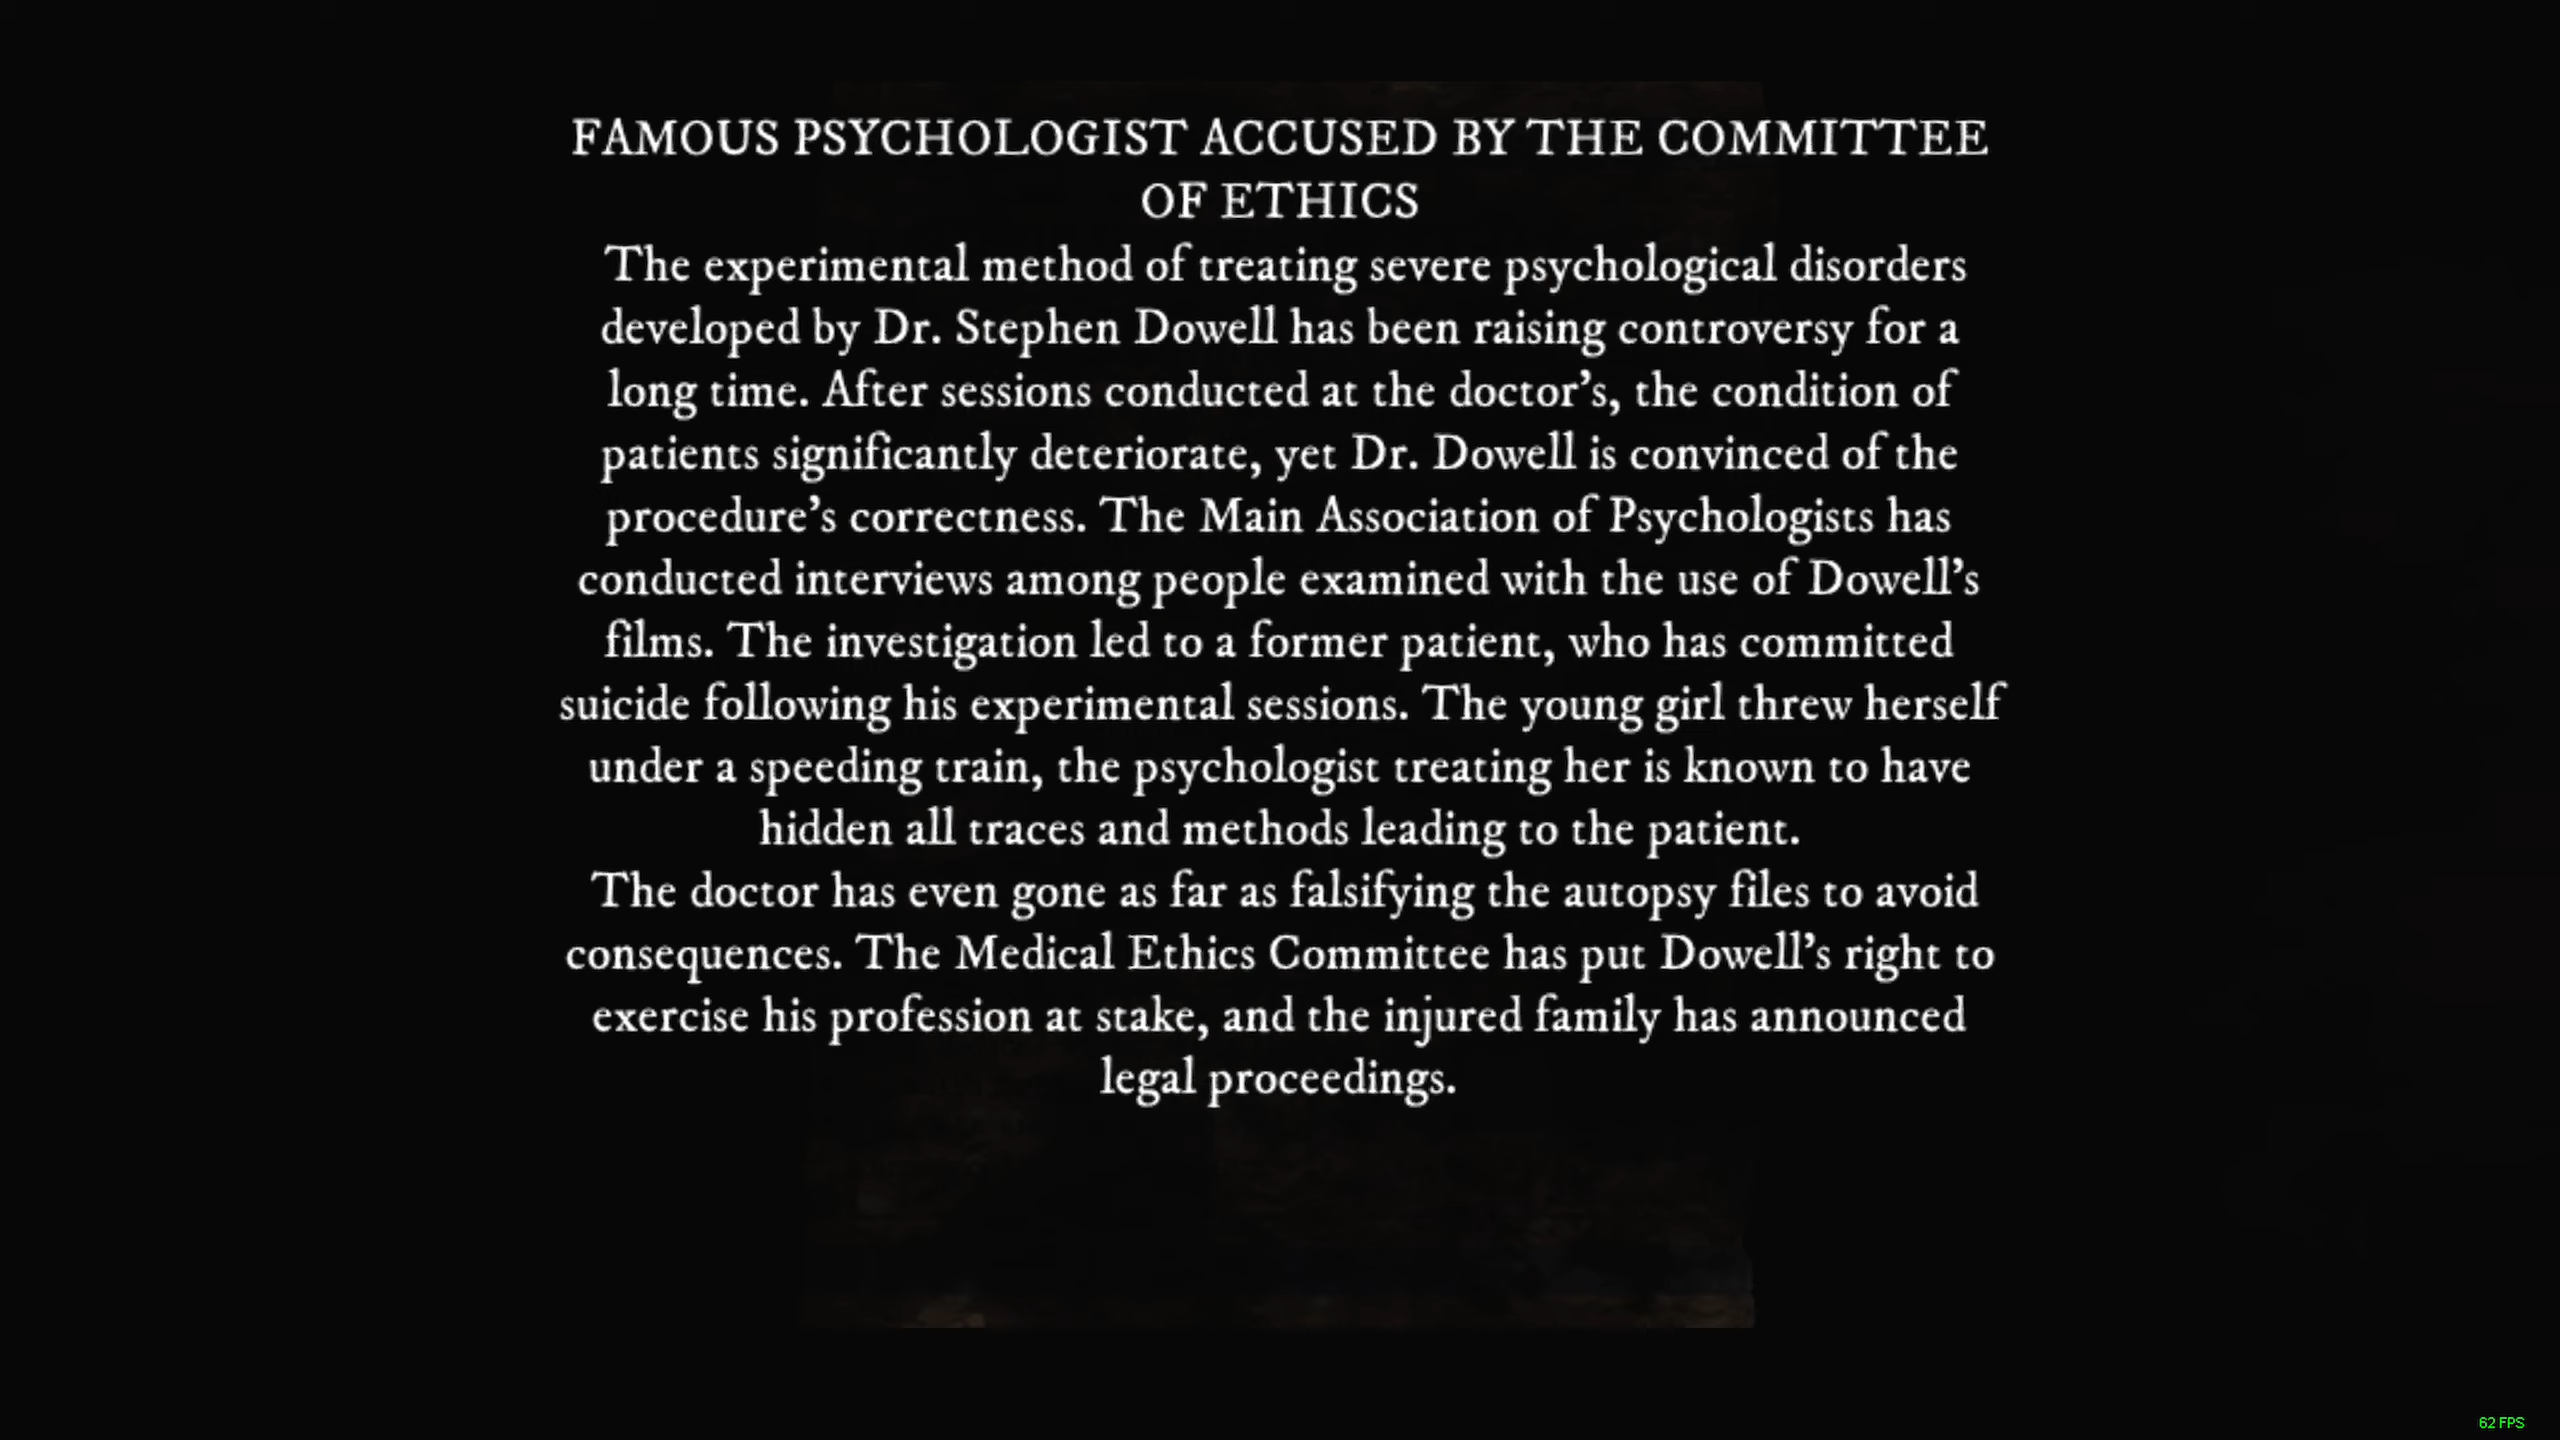 FAMOUS PSYCHOLOGIST ACCUSED BY THE COMMITTEE
OF ETHICS
The experimental method of treating severe psychological disorders
developed by Dr. Stephen Dowell has been raising controversy for a
long time. After sessions conducted at the doctor's, the condition of
patients significantly deteriorate, yet Dr. Dowell is convinced of the
procedure's correctness. The Main Association of Psychologists has
conducted interviews among people examined with the use of Dowell's
films. The investigation led to a former patient, who has committed
suicide following his experimental sessions. The young girl threw herself
under a speeding train, the psychologist treating her is known to have
hidden all traces and methods leading to the patient.
The doctor has even gone as far as falsifying the autopsy files to avoid
consequences. The Medical Ethics Committee has put Dowell's right to
exercise his profession at stake, and the injured family has announced
legal proceedings.
62 FPS